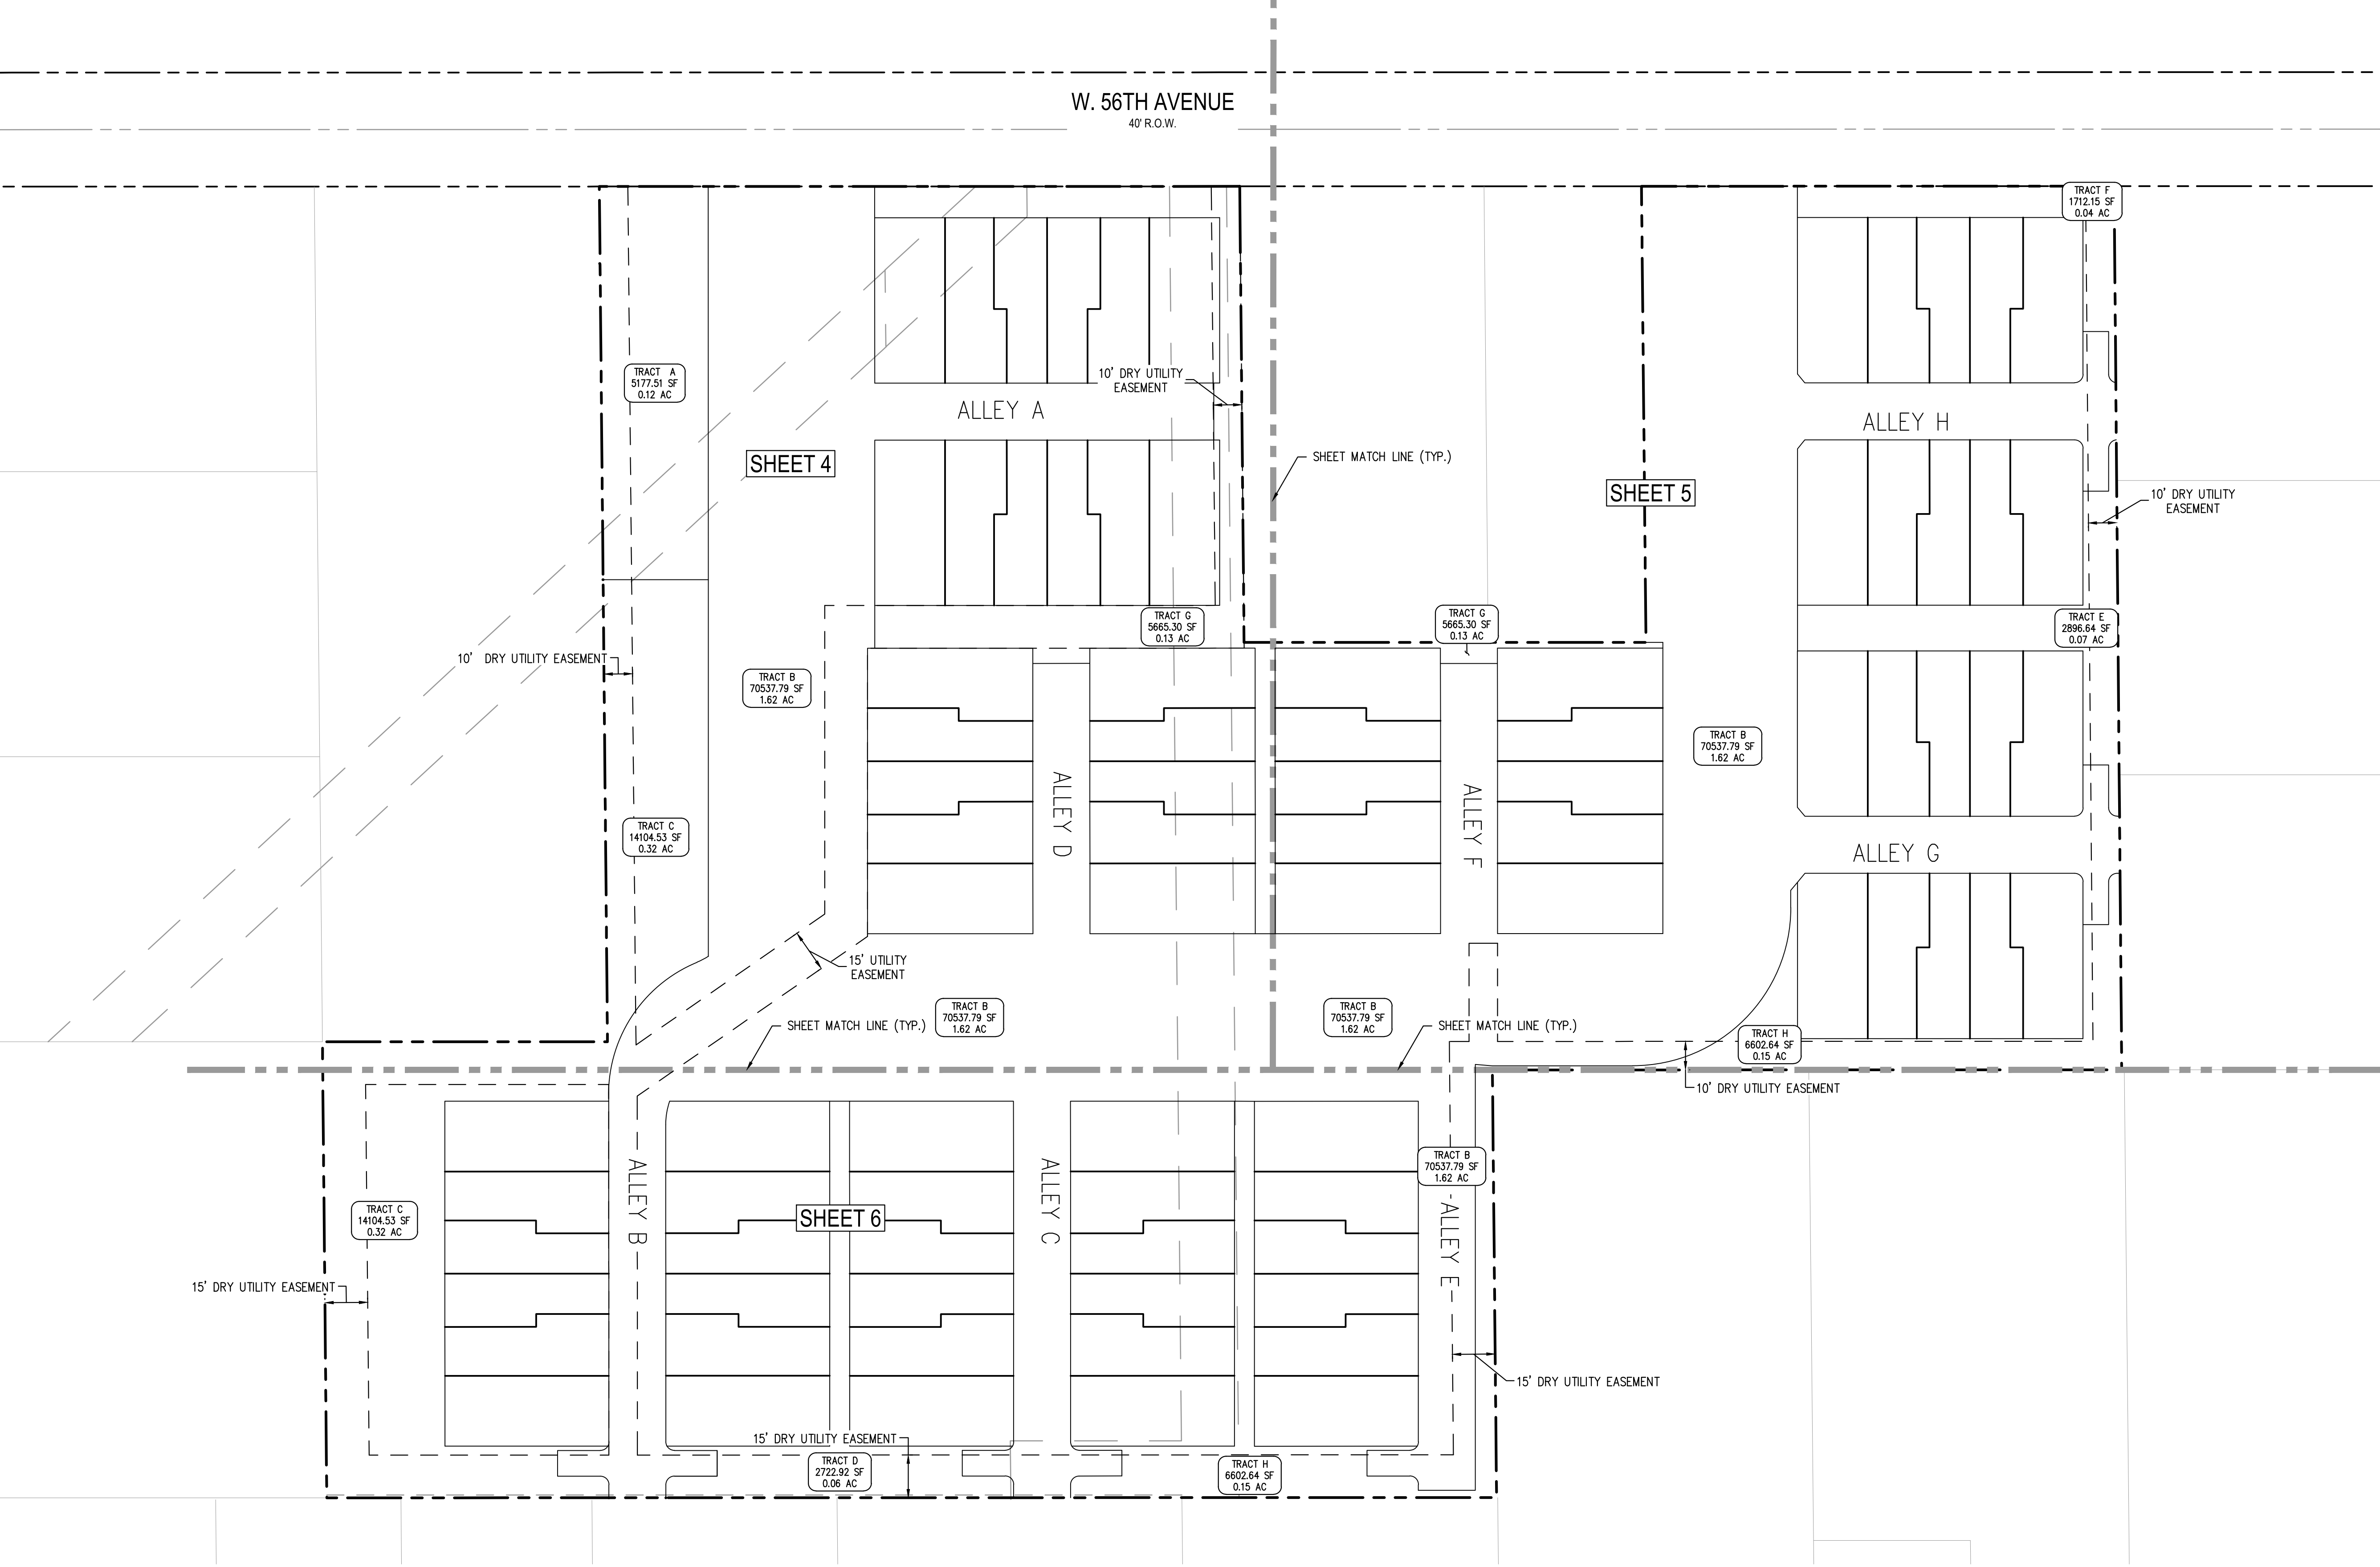 W. 56TH AVENUE
40' R.O.W.
TRACT F
1712.15 SF
0.04 AC
TRACT A
5177.51 SF
0.12 AC
10' DRY UTILITY
EASEMENT
ALLEY A
ALLEY H
SHEET 4
SHEET MATCH LINE (TYP.)
SHEET 5
10' DRY UTILITY
EASEMENT
TRACT G
5665.30 SF
0.13 AC
TRACT G
5665.30 SF
0.13 AC
TRACT E
2896.64 SF
0.07 AC
10' DRY UTILITY EASEMENT
TRACT B
70537.79 SF
1.62 AC
TRACT B
70537.79 SF
1.62 AC
ALLEY D
ALLEY F
TRACT C
14104.53 SF
0.32 AC
ALLEY G
15' UTILITY
EASEMENT
TRACT B
70537.79 SF
1.62 AC
TRACT B
70537.79 SF
1.62 AC
SHEET MATCH LINE (TYP.)
SHEET MATCH LINE (TYP.)
TRACT H
6602.64 SF
0.15 AC
10' DRY UTILITY EASEMENT
TRACT B
70537.79 SF
1.62 AC
ALLEY B
ALLEY C
ALLEY E
TRACT C
14104.53 SF
0.32 AC
SHEET 6
15' DRY UTILITY EASEMENT
15' DRY UTILITY EASEMENT
15' DRY UTILITY EASEMENT
TRACT D
2722.92 SF
0.06 AC
TRACT H
6602.64 SF
0.15 AC